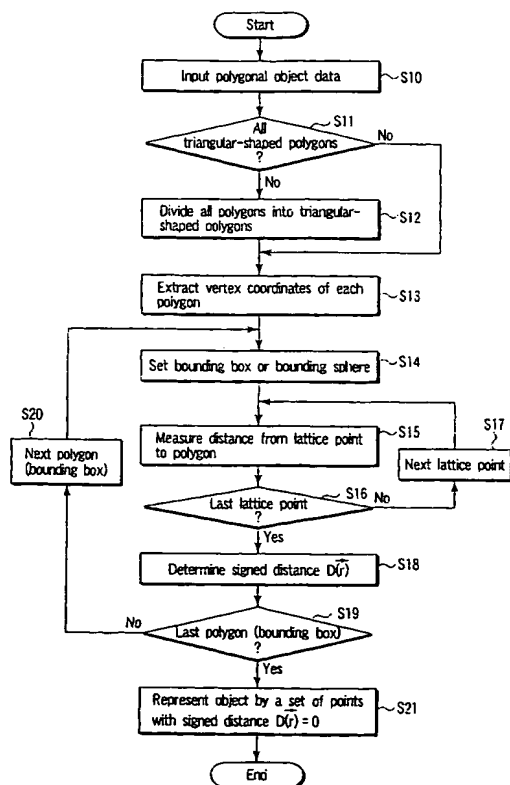 Start
Input polygonal object data
S10
All
triangular-shaped polygons
?
S11
No
No
Divide all polygons into triangular-
shaped polygons
S12
Extract vertex coordinates of each
polygon
S13
Set bounding box or bounding sphere
S14
S20
Next polygon
(bounding box)
Measure distance from lattice point
to polygon
S15
S17
Next lattice point
Last lattice point
?
S16
No
Yes
Determine signed distance D(r)
S18
S19
No
Last polygon (bounding box)
?
Yes
Represent object by a set of points
with signed distance D(r) = 0
S21
End